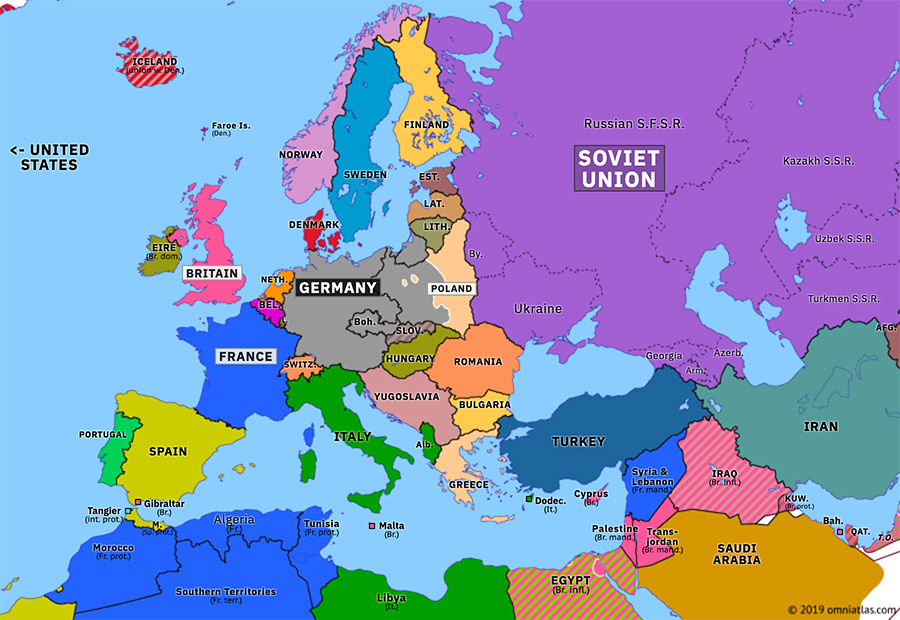 ICELAND
(union w. Den.)
Faroe Is.
(Den.)
<- UNITED
STATES
NORWAY
SWEDEN
FINLAND
Russian S.F.S.R.
SOVIET
UNION
Kazakh S.S.R.
Uzbek S.S.R.
Turkmen S.S.R.
EST.
LAT.
LITH.
By.
DENMARK
EIRE
(Br. dom.)
BRITAIN
NETH.
GERMANY
POLAND
BEL.
L.
Boh.
SLOV.
Ukraine
FRANCE
SWITZ.
HUNGARY
ROMANIA
Georgia
Azerb.
Arm.
AFG.
YUGOSLAVIA
BULGARIA
PORTUGAL
SPAIN
ITALY
Alb.
GREECE
TURKEY
IRAN
Syria &
Lebanon
(Fr. mand.)
IRAQ
(Br. infl.)
Gibraltar
(Br.)
Tangier
(int. prot.)
M.
(Sp. prot.)
Algeria
(Fr.)
Tunisia
(Fr. prot.)
Malta
(Br.)
Dodec.
(It.)
Cyprus
(Br.)
KUW.
(Br. prot.)
Palestine
(Br. mand.)
Trans-
jordan
(Br. mand.)
Bah.
QAT.
T.O.
Morocco
(Fr. prot.)
Southern Territories
(Fr. terr.)
Libya
(It.)
EGYPT
(Br. infl.)
SAUDI
ARABIA
© 2019 omniatlas.com